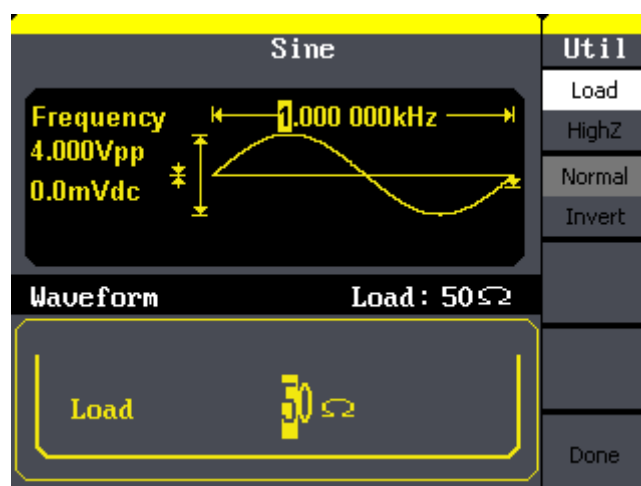 Sine
Util
Load
HighZ
Normal
Invert
Done
Frequency
1.000 000kHz
4.000Vpp
0.0mVdc
Waveform
Load: 50Ω
Load
50Ω